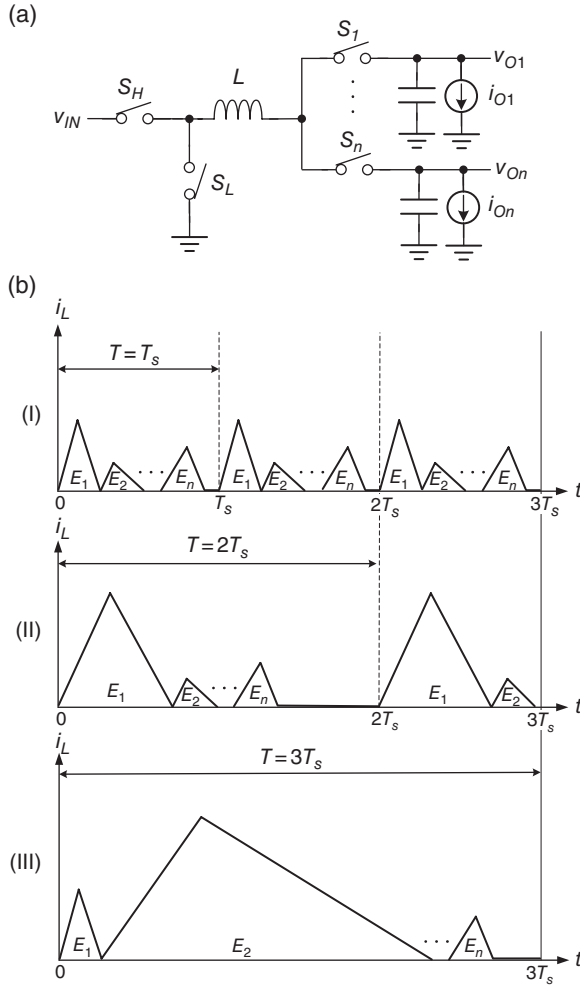 (a)
S_1
v_O1
S_H
L
i_O1
v_IN
S_n
v_On
S_L
i_On
(b)
i_L
T = T_s
(I)
E_1 E_2 ··· E_n E_1 E_2 ··· E_n E_1 E_2 ··· E_n
0 T_s 2T_s 3T_s t
i_L
T = 2T_s
(II)
E_1 E_2 ··· E_n E_1 E_2
0 2T_s 3T_s t
i_L
T = 3T_s
(III)
E_1 E_2 ··· E_n
0 3T_s t